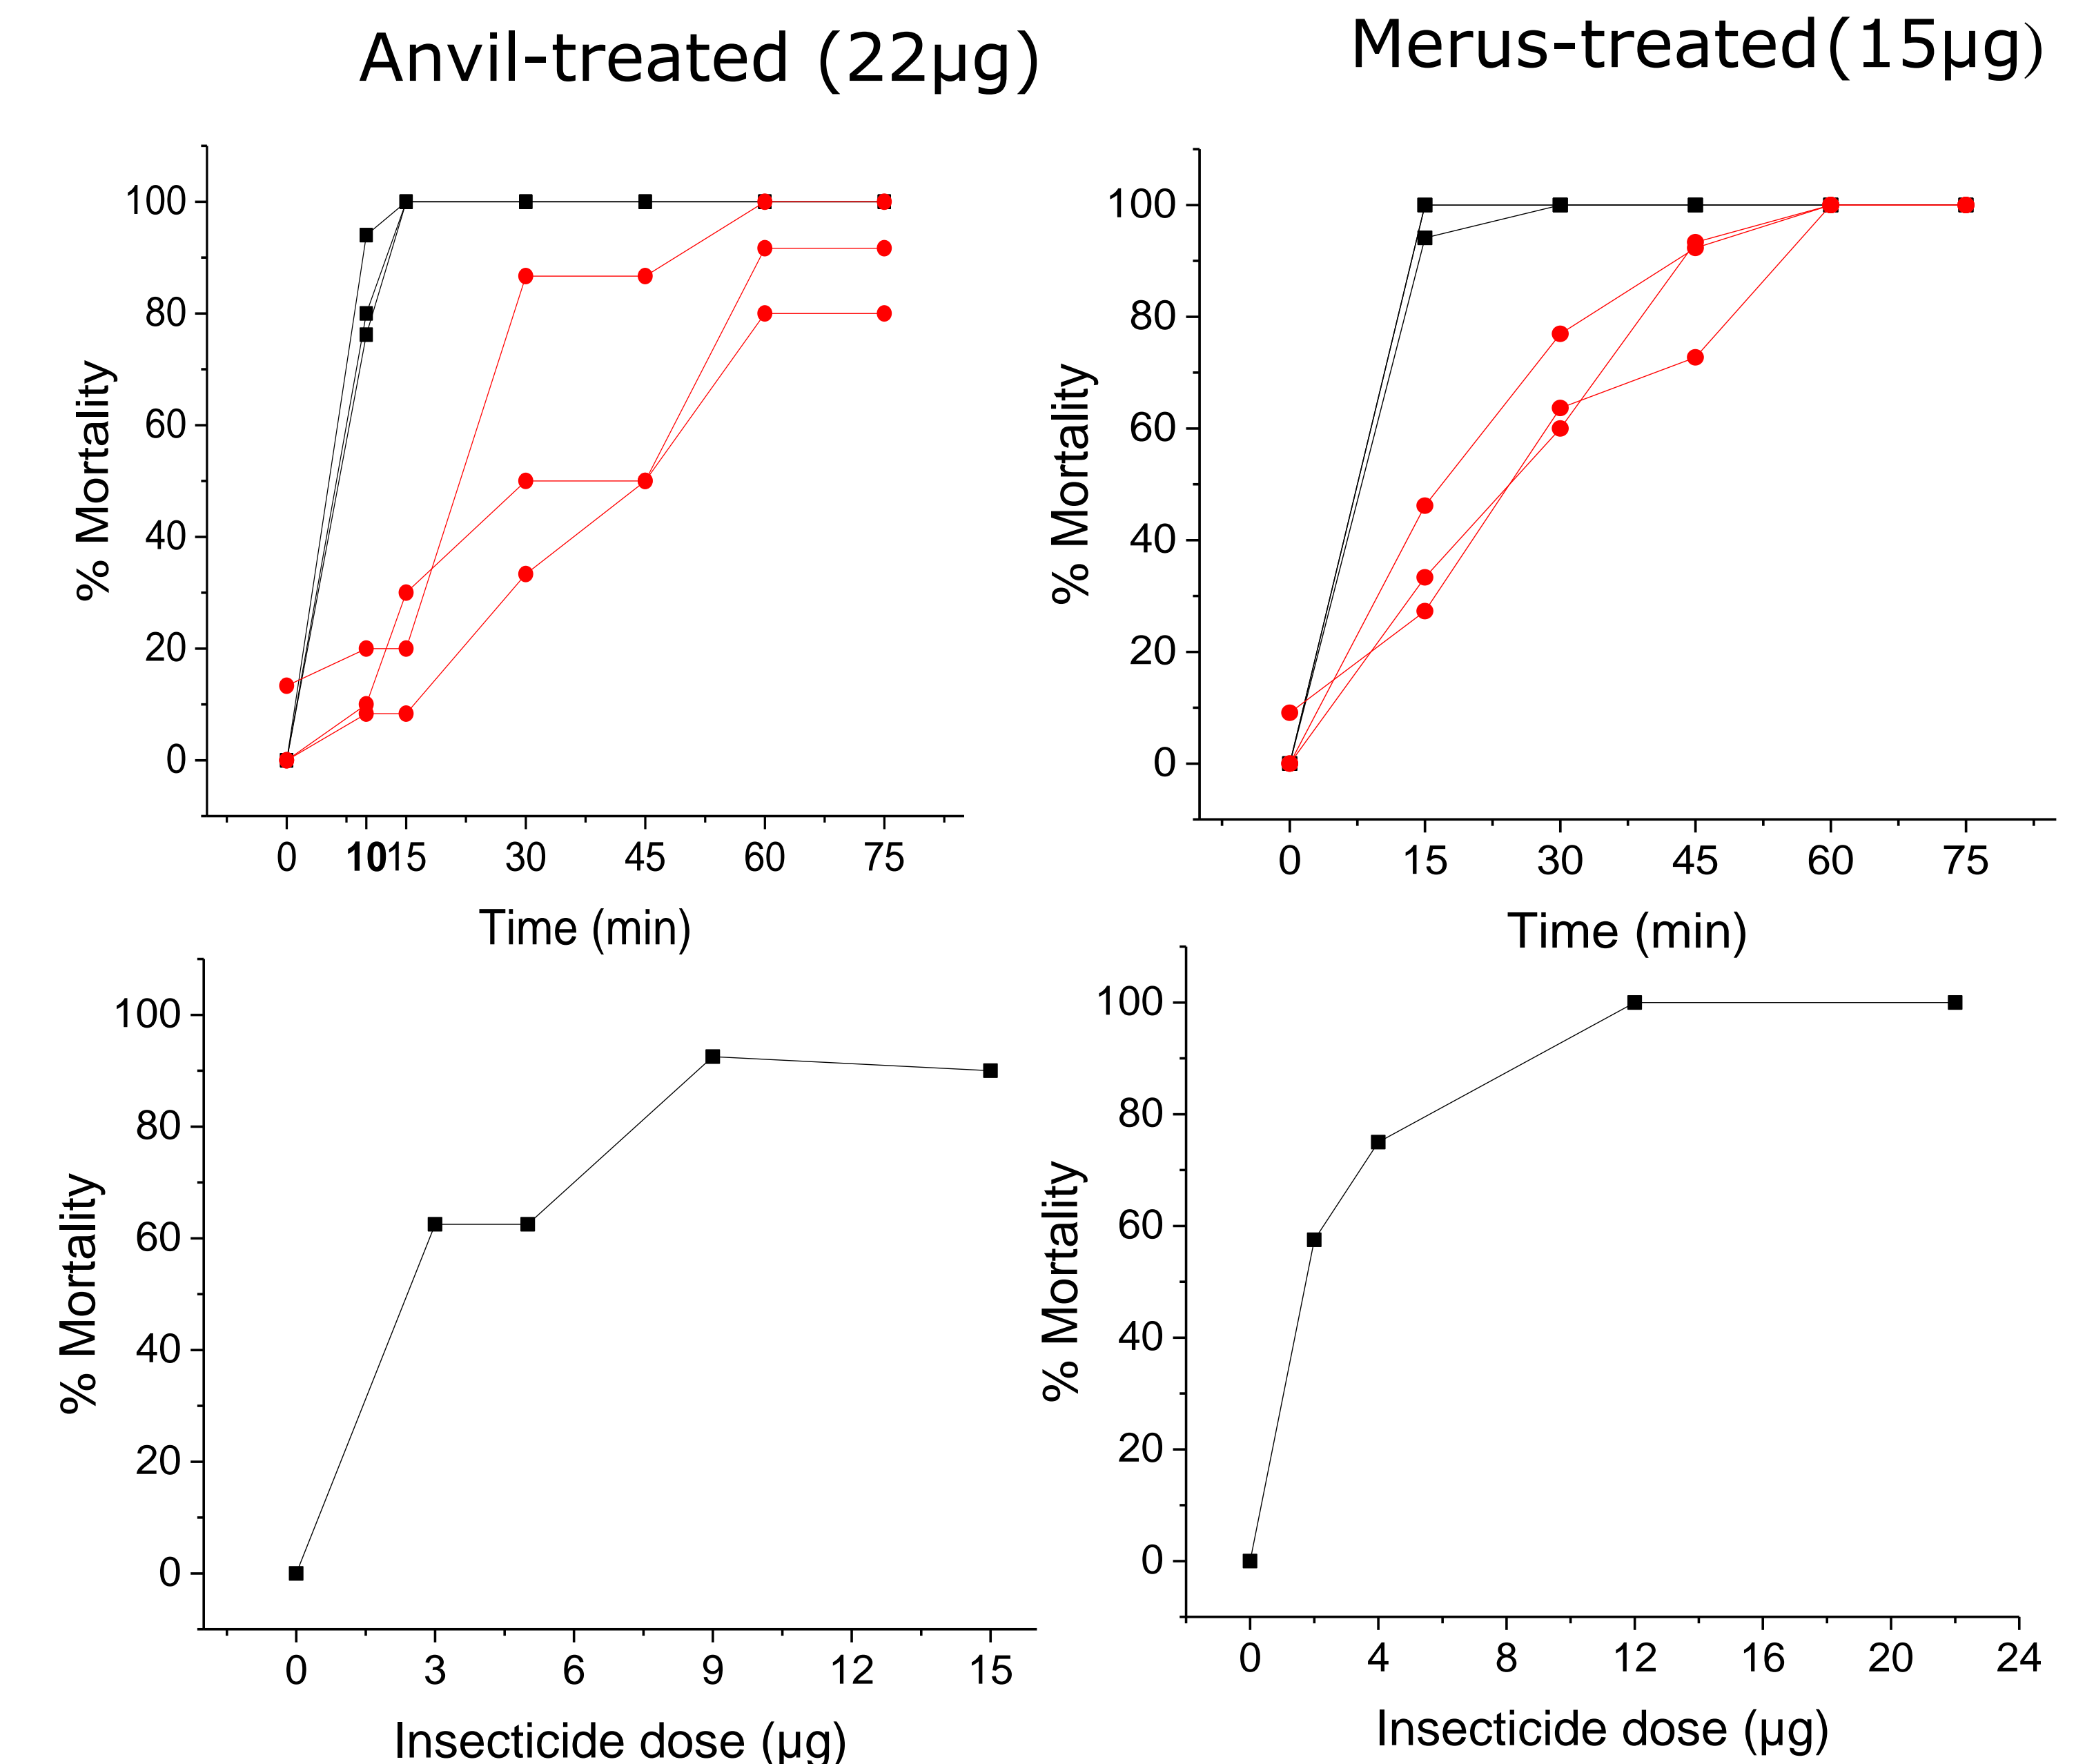 Anvil-treated (22µg)
Merus-treated(15µg)
% Mortality
100
80
60
40
20
0
0 10 15 30 45 60 75
Time (min)
% Mortality
100
80
60
40
20
0
0 15 30 45 60 75
Time (min)
% Mortality
100
80
60
40
20
0
0 3 6 9 12 15
Insecticide dose (µg)
% Mortality
100
80
60
40
20
0
0 4 8 12 16 20 24
Insecticide dose (µg)